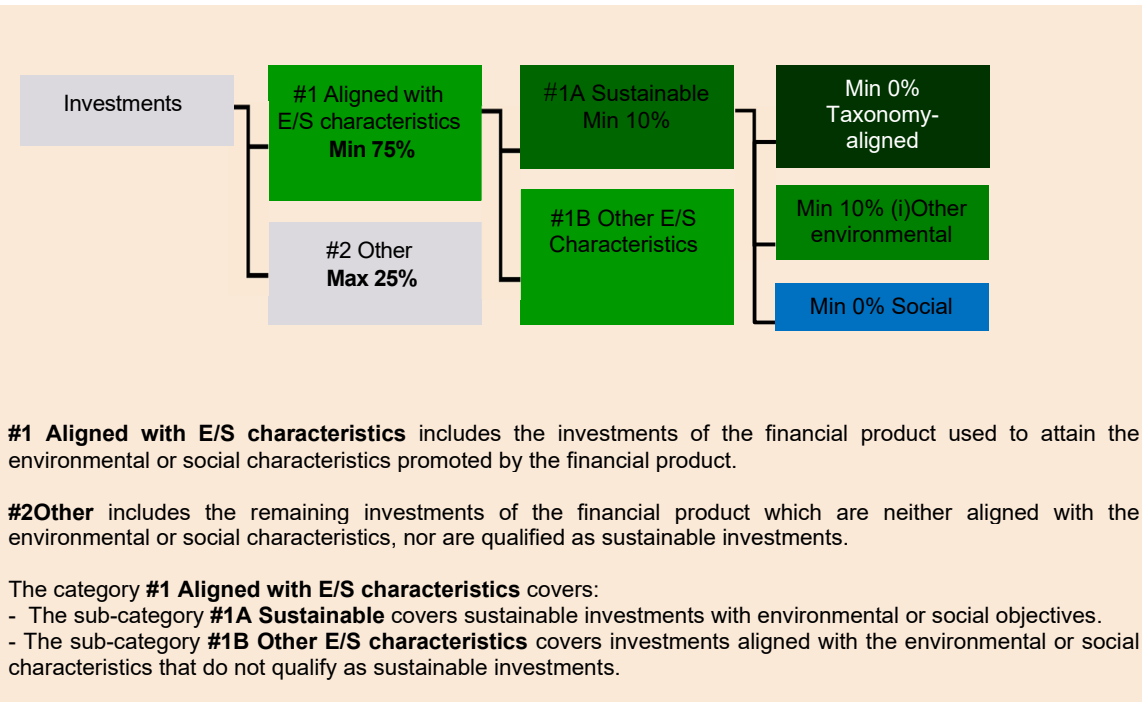 Investments
#1 Aligned with
E/S characteristics
Min 75%
#2 Other
Max 25%
#1A Sustainable
Min 10%
#1B Other E/S
Characteristics
Min 0%
Taxonomy-
aligned
Min 10% (i)Other
environmental
Min 0% Social
#1 Aligned with E/S characteristics includes the investments of the financial product used to attain the
environmental or social characteristics promoted by the financial product.
#2Other includes the remaining investments of the financial product which are neither aligned with the
environmental or social characteristics, nor are qualified as sustainable investments.
The category #1 Aligned with E/S characteristics covers:
- The sub-category #1A Sustainable covers sustainable investments with environmental or social objectives.
- The sub-category #1B Other E/S characteristics covers investments aligned with the environmental or social
characteristics that do not qualify as sustainable investments.